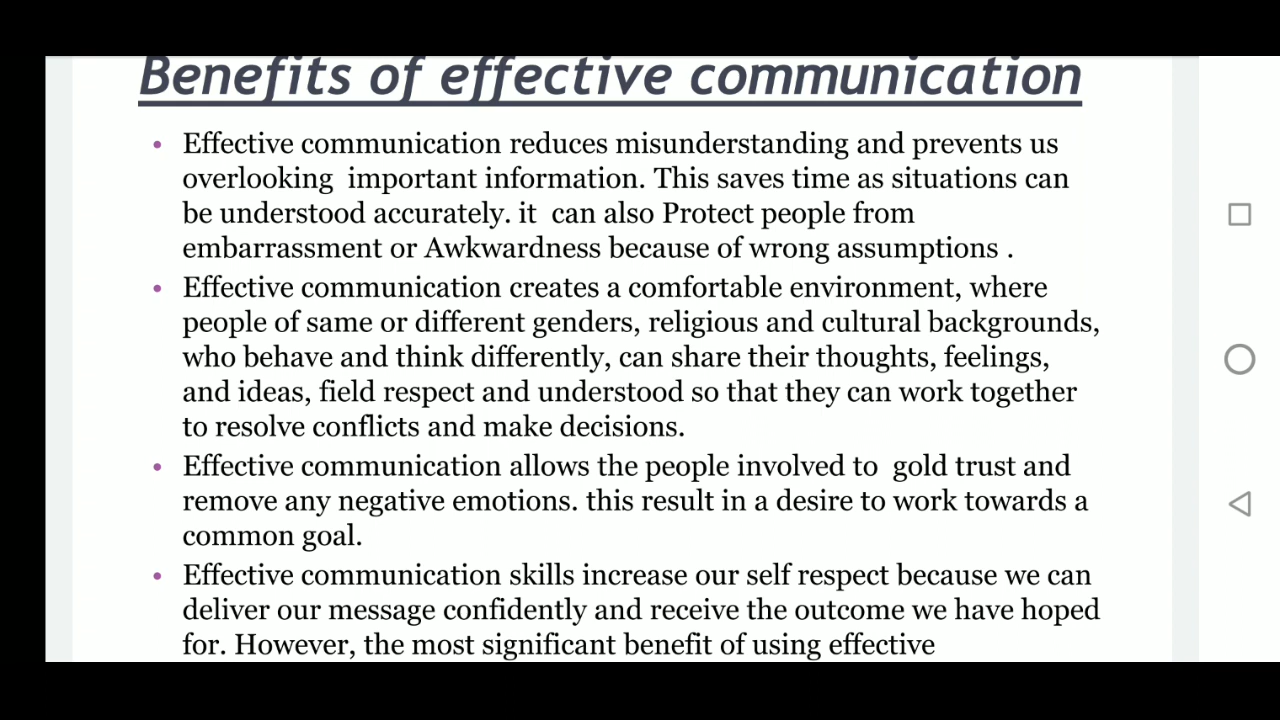 Benefits of effective communication
• Effective communication reduces misunderstanding and prevents us
overlooking important information. This saves time as situations can
be understood accurately. it can also Protect people from
embarrassment or Awkwardness because of wrong assumptions .
• Effective communication creates a comfortable environment, where
people of same or different genders, religious and cultural backgrounds,
who behave and think differently, can share their thoughts, feelings,
and ideas, field respect and understood so that they can work together
to resolve conflicts and make decisions.
• Effective communication allows the people involved to gold trust and
remove any negative emotions. this result in a desire to work towards a
common goal.
• Effective communication skills increase our self respect because we can
deliver our message confidently and receive the outcome we have hoped
for. However, the most significant benefit of using effective